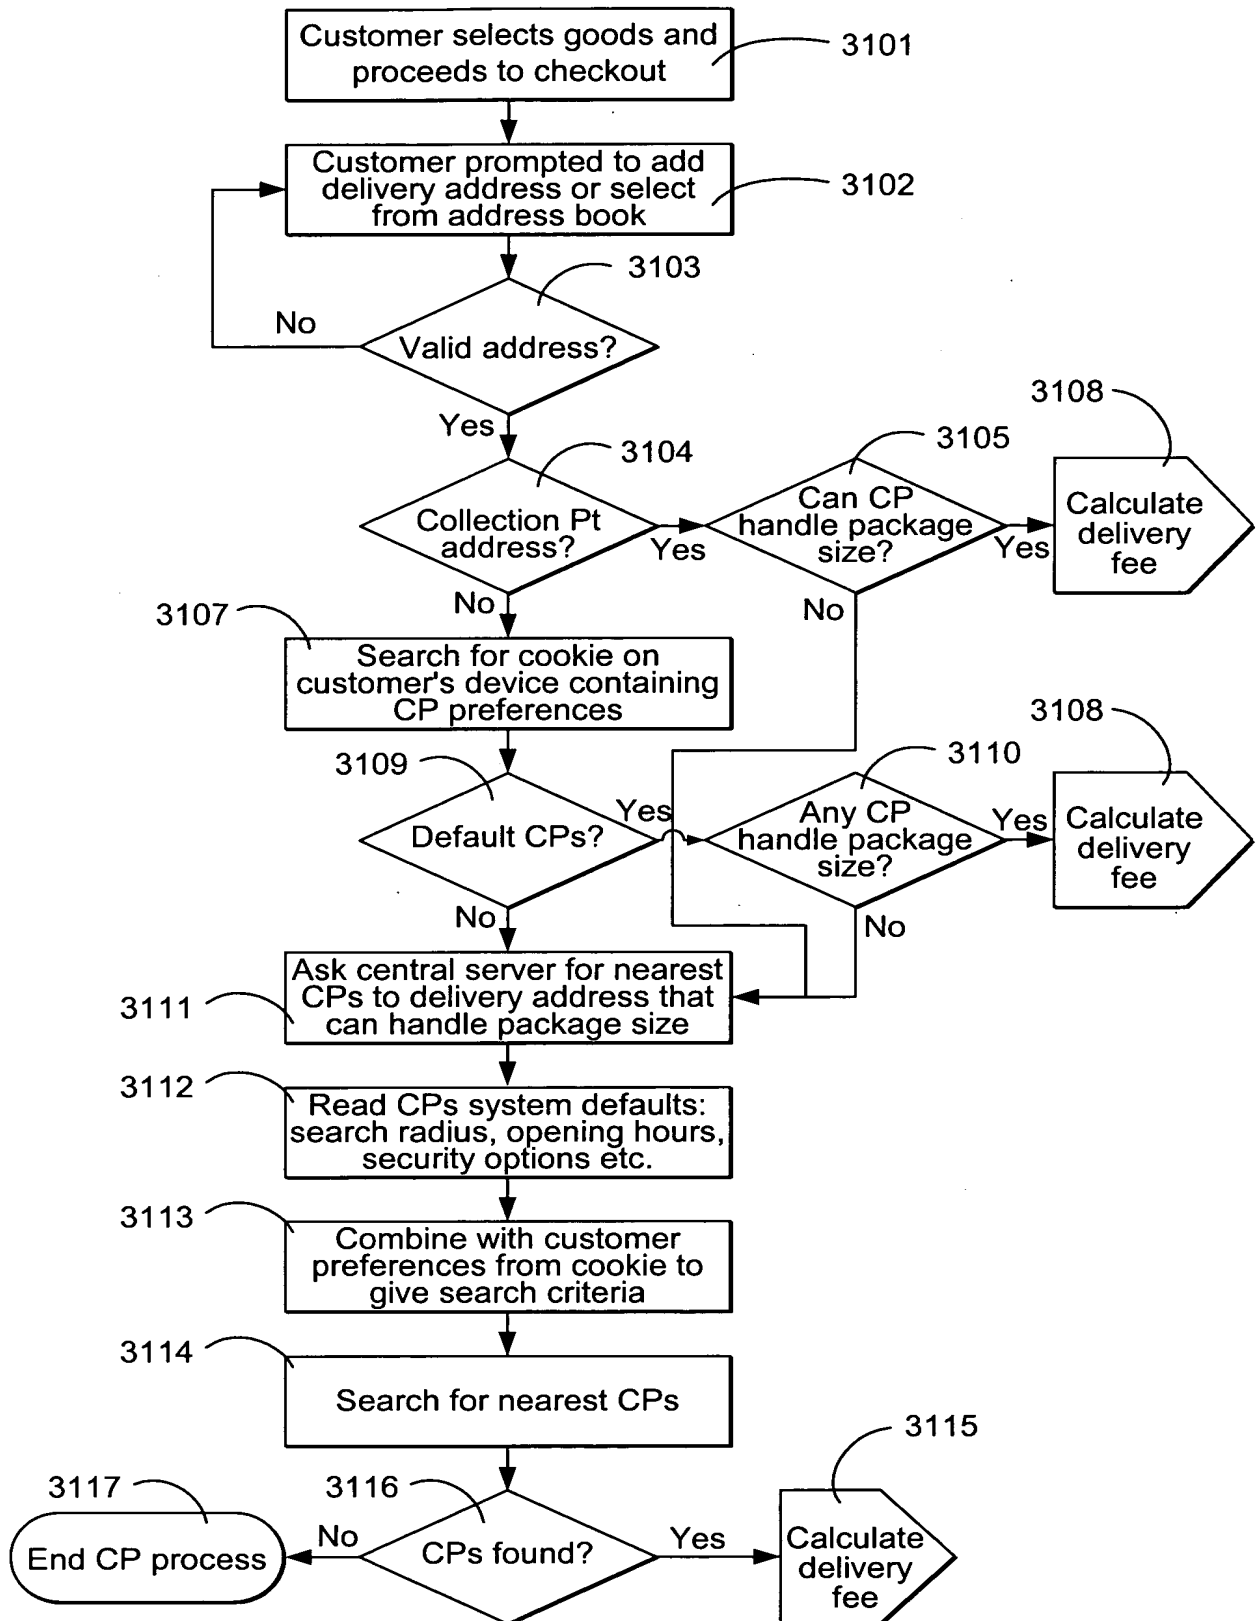 Customer selects goods and
proceeds to checkout
3101
Customer prompted to add
delivery address or select
from address book
3102
3103
No
Valid address?
Yes
3104
3105
3108
Collection Pt
address?
Yes
Can CP
handle package
size?
Yes
Calculate
delivery
fee
No
No
3107
Search for cookie on
customer's device containing
CP preferences
3109
3110
3108
Default CPs?
Yes
Any CP
handle package
size?
Yes
Calculate
delivery
fee
No
No
3111
Ask central server for nearest
CPs to delivery address that
can handle package size
3112
Read CPs system defaults:
search radius, opening hours,
security options etc.
3113
Combine with customer
preferences from cookie to
give search criteria
3114
Search for nearest CPs
3117
3116
3115
End CP process
No
CPs found?
Yes
Calculate
delivery
fee